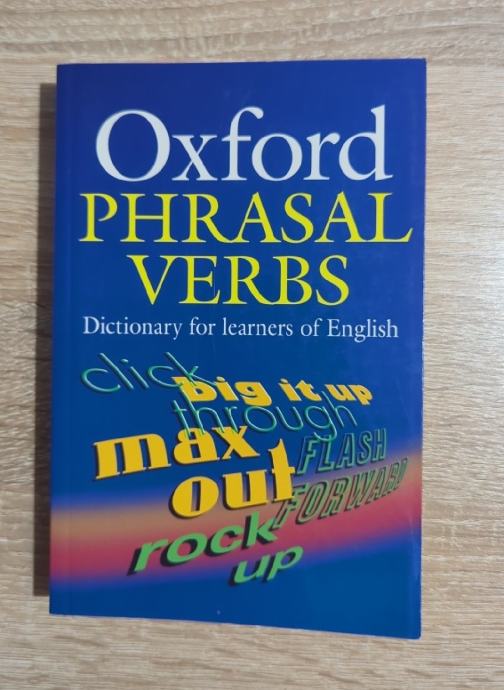 Oxford
PHRASAL
VERBS
Dictionary for learners of English
click
big it up
through
max
FLASH
out
FORWARD
rock
up